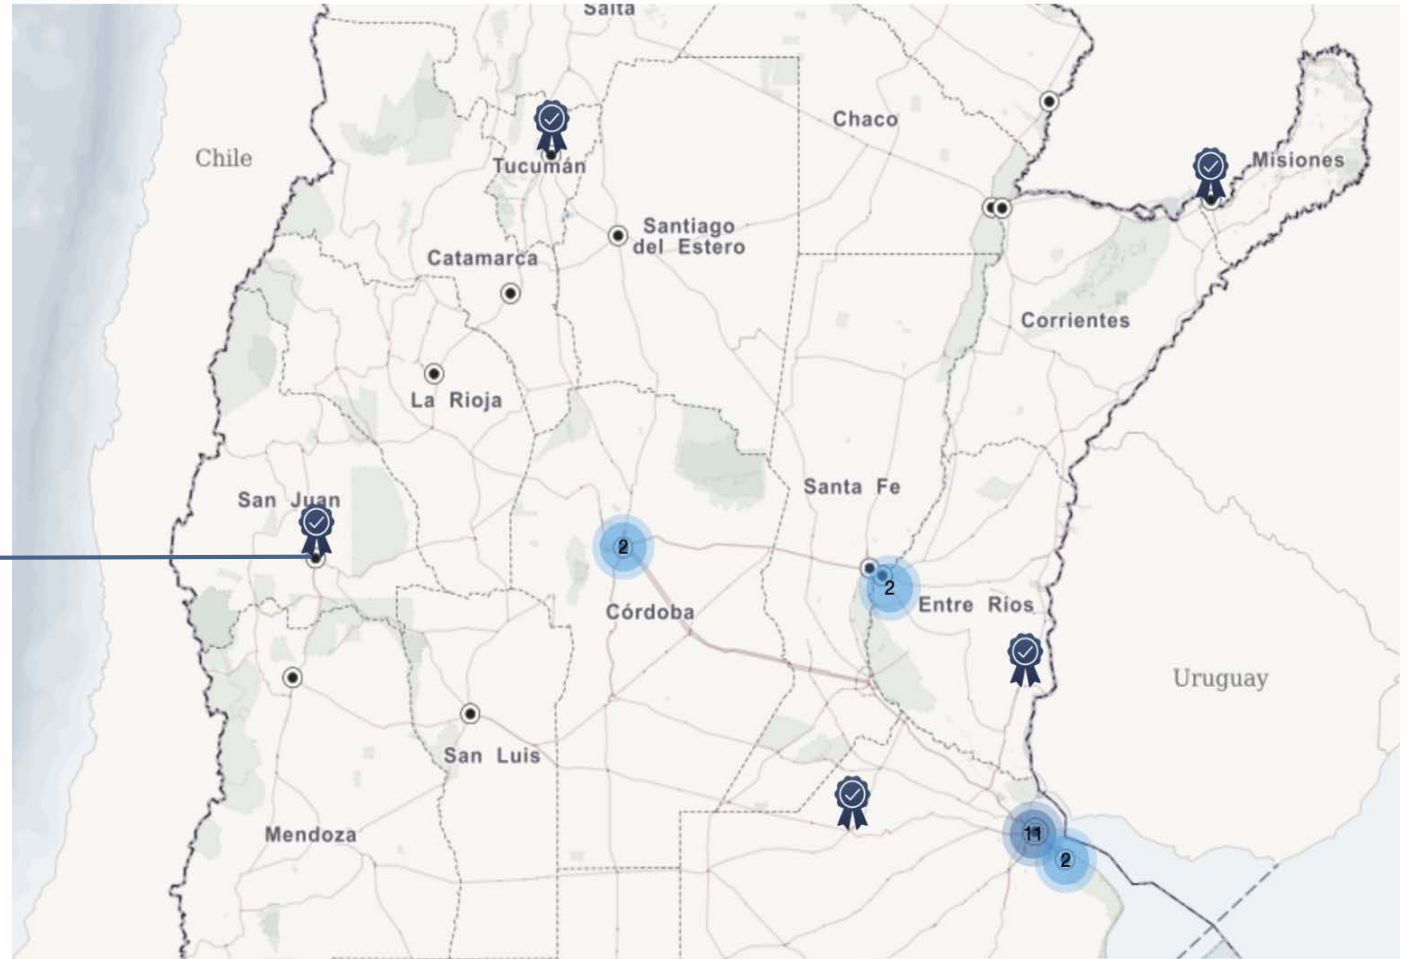 Salta
Chaco
Chile
Misiones
Tucumán
Santiago
del Estero
Catamarca
Corrientes
La Rioja
Santa Fe
San Juan
2
2
Entre Ríos
Córdoba
Uruguay
San Luis
Mendoza
11
2